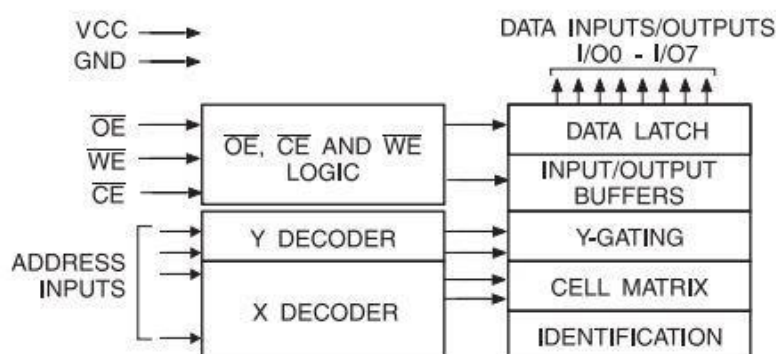 VCC
GND
DATA INPUTS/OUTPUTS
I/O0 - I/O7
OE
WE
CE
OE, CE AND WE
LOGIC
DATA LATCH
INPUT/OUTPUT
BUFFERS
ADDRESS
INPUTS
Y DECODER
Y-GATING
X DECODER
CELL MATRIX
IDENTIFICATION